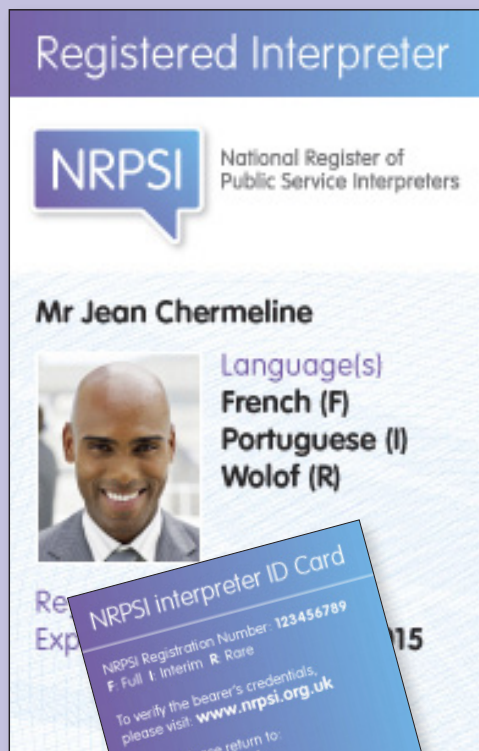 Registered Interpreter
NRPSI
National Register of
Public Service Interpreters
Mr Jean Chermeline
Language(s)
French (F)
Portuguese (I)
Wolof (R)
Re
Exp 15
NRPSI interpreter ID Card
NRPSI Registration Number: 123456789
F: Full I: Interim R: Rare
To verify the bearer's credentials,
please visit: www.nrpsi.org.uk
return to: